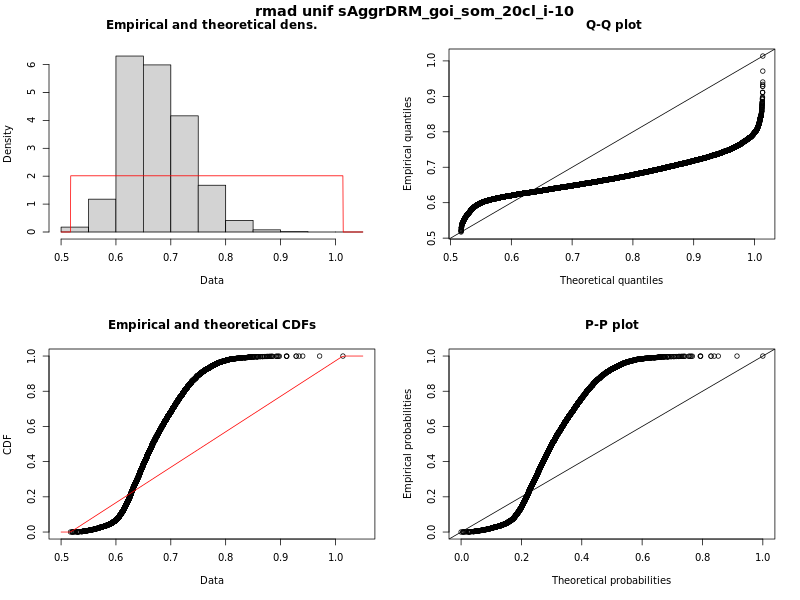 rmad unif sAggrDRM_goi_som_20cl_i-10
Empirical and theoretical dens.
Density
0 1 2 3 4 5 6
0.5 0.6 0.7 0.8 0.9 1.0
Data
Q-Q plot
Empirical quantiles
0.5 0.6 0.7 0.8 0.9 1.0
0.5 0.6 0.7 0.8 0.9 1.0
Theoretical quantiles
Empirical and theoretical CDFs
CDF
0.0 0.2 0.4 0.6 0.8 1.0
0.5 0.6 0.7 0.8 0.9 1.0
Data
P-P plot
Empirical probabilities
0.0 0.2 0.4 0.6 0.8 1.0
0.0 0.2 0.4 0.6 0.8 1.0
Theoretical probabilities